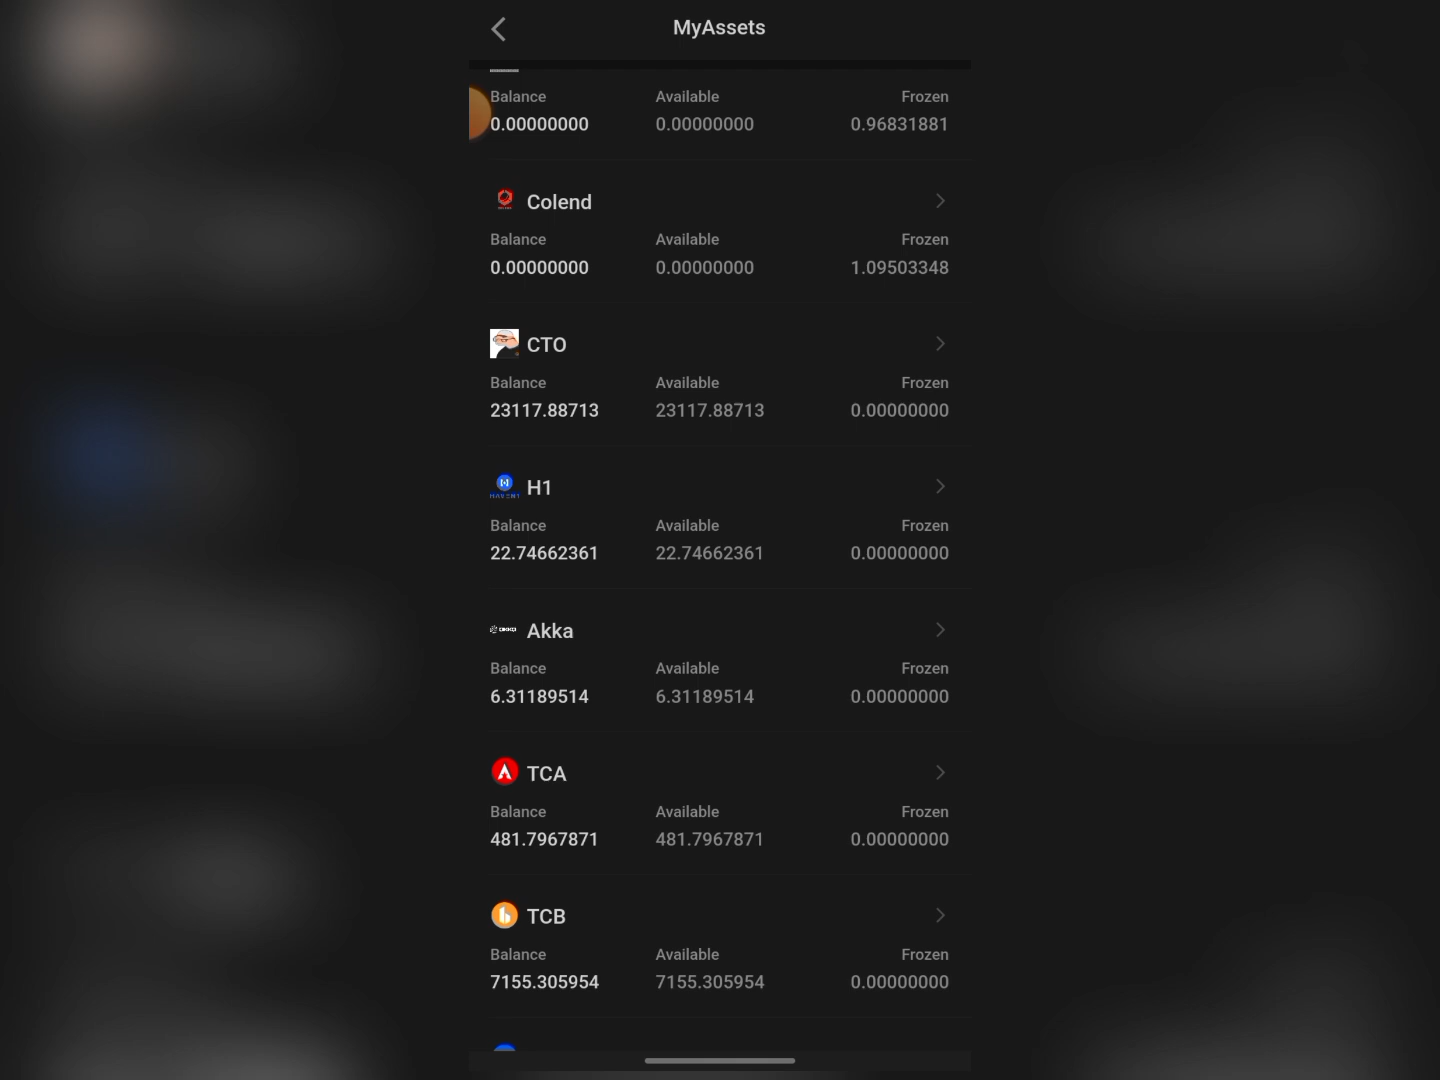 MyAssets
Balance Available Frozen
0.00000000 0.00000000 0.96831881
Colend
Balance Available Frozen
0.00000000 0.00000000 1.09503348
CTO
Balance Available Frozen
23117.88713 23117.88713 0.00000000
H1
Balance Available Frozen
22.74662361 22.74662361 0.00000000
Akka
Balance Available Frozen
6.31189514 6.31189514 0.00000000
TCA
Balance Available Frozen
481.7967871 481.7967871 0.00000000
TCB
Balance Available Frozen
7155.305954 7155.305954 0.00000000